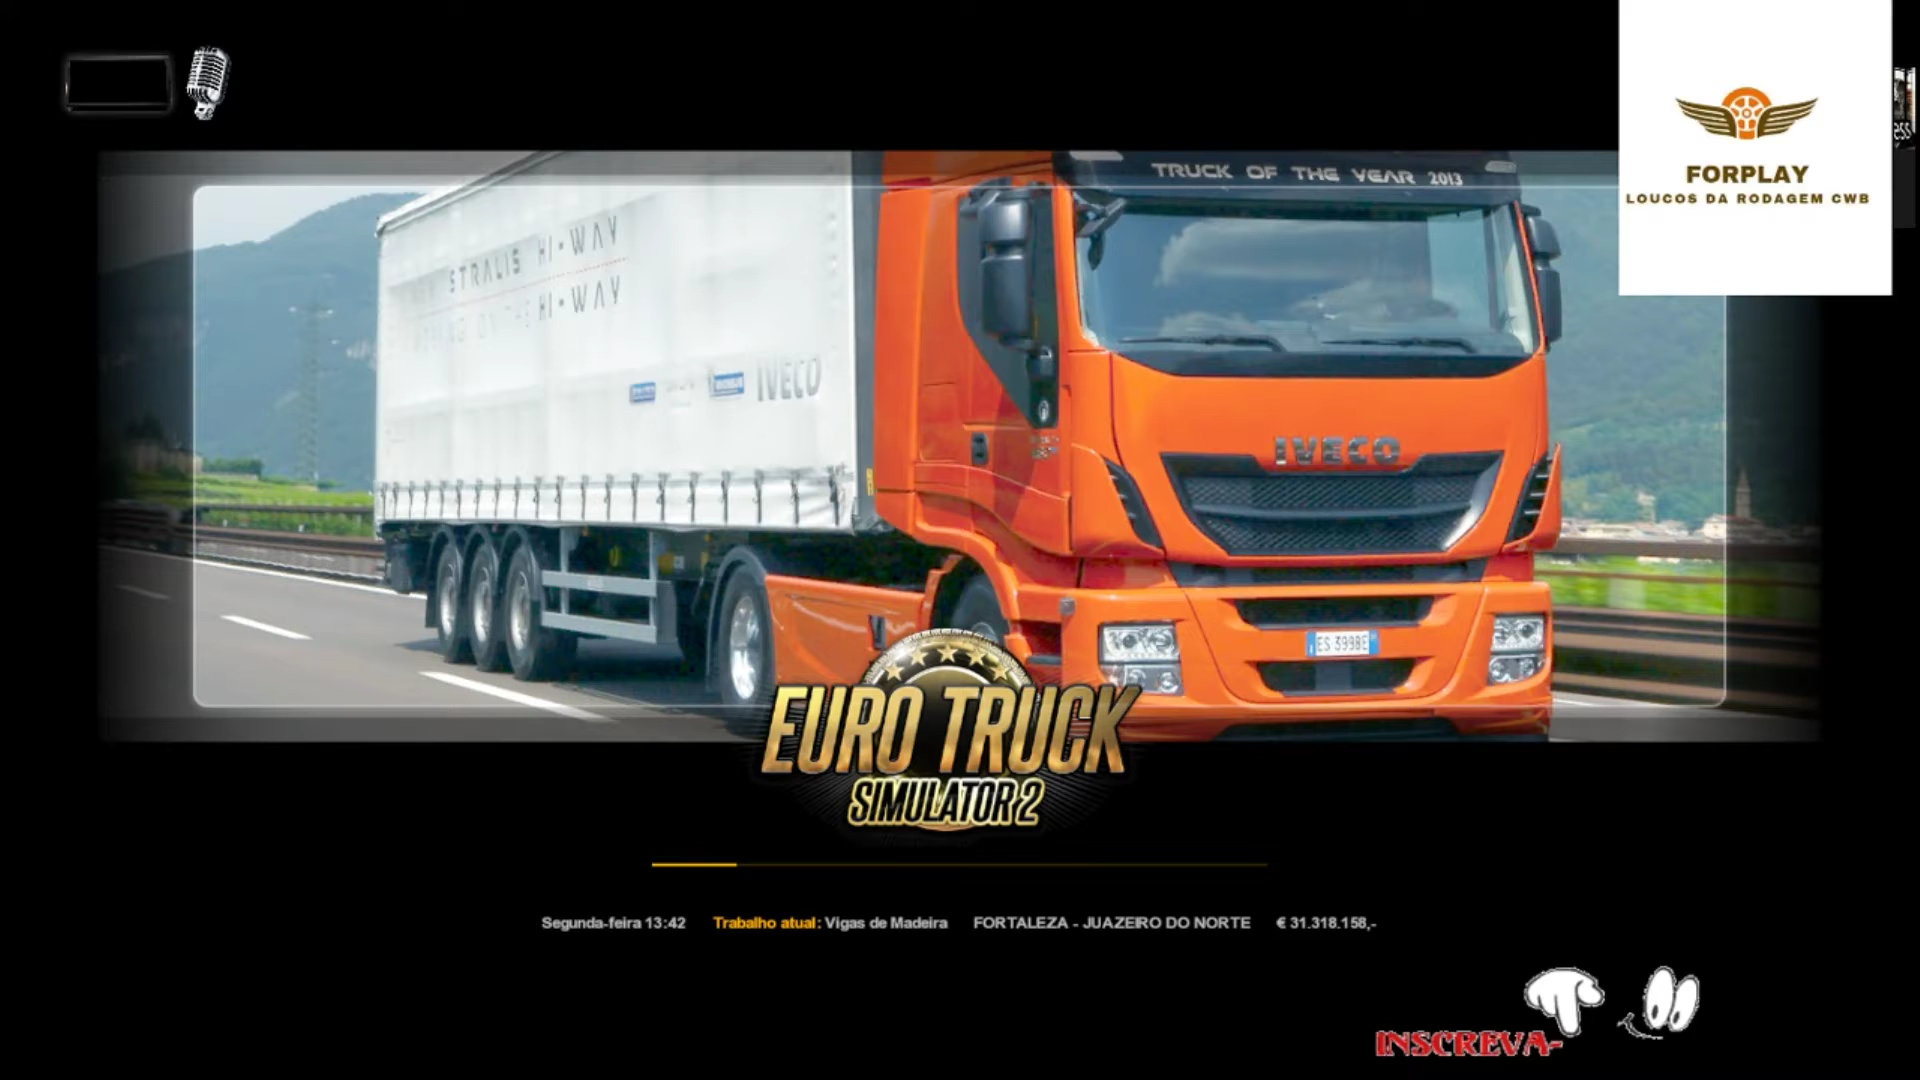 ess
FORPLAY
LOUCOS DA RODAGEM CWB
TRUCK OF THE YEAR 2013
STRALIS HI-WAY
HI-WAY
IVECO
IVECO
ES 399BE
EURO TRUCK
SIMULATOR 2
Segunda-feira 13:42 Trabalho atual: Vigas de Madeira FORTALEZA - JUAZEIRO DO NORTE € 31.318.158,-
INSCREVA-